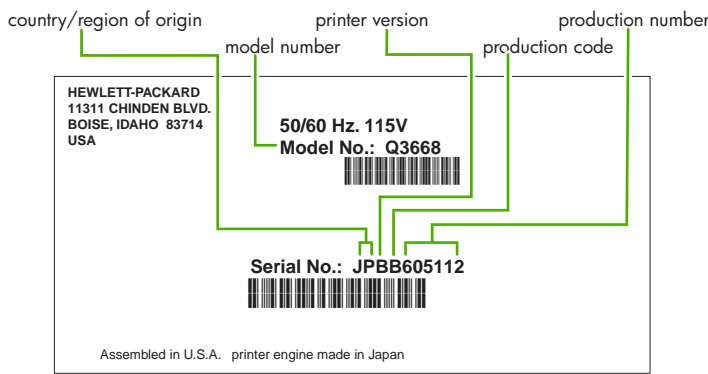 country/region of origin
printer version
production number
model number
production code
HEWLETT-PACKARD
11311 CHINDEN BLVD.
BOISE, IDAHO  83714
USA
50/60 Hz. 115V
Model No.:  Q3668
Serial No.:  JPBB605112
Assembled in U.S.A.   printer engine made in Japan